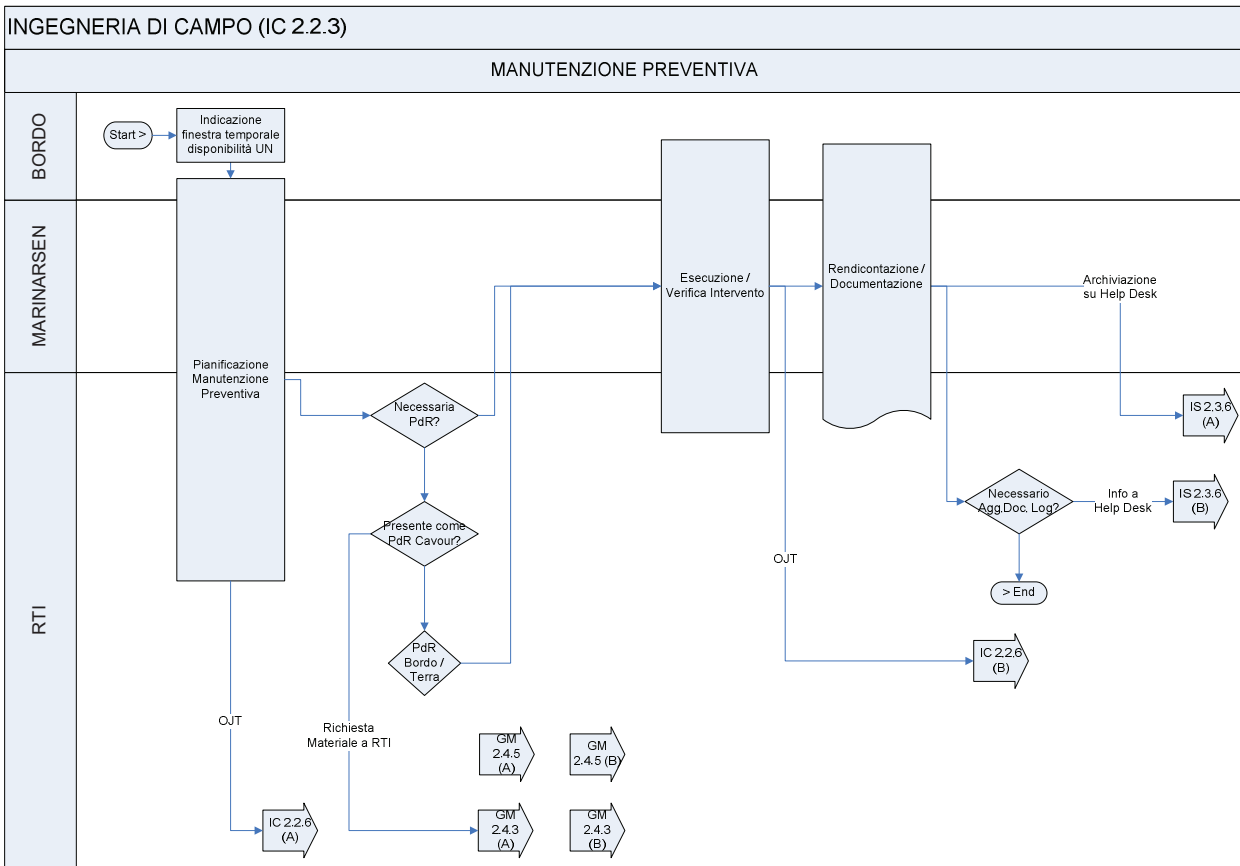 INGEGNERIA DI CAMPO (IC 2.2.3)
MANUTENZIONE PREVENTIVA
BORDO
Start >
Indicazione
finestra temporale
disponibilità UN
MARINARSEN
Pianificazione
Manutenzione
Preventiva
Esecuzione /
Verifica Intervento
Rendicontazione /
Documentazione
Archiviazione
su Help Desk
RTI
Necessaria
PdR?
IS 2.3.6
(A)
Presente come
PdR Cavour?
Necessario
Agg.Doc. Log?
Info a
Help Desk
IS 2.3.6
(B)
OJT
> End
PdR
Bordo /
Terra
IC 2.2.6
(B)
OJT
Richiesta
Materiale a RTI
GM
2.4.5
(A)
GM
2.4.5 (B)
IC 2.2.6
(A)
GM
2.4.3
(A)
GM
2.4.3
(B)